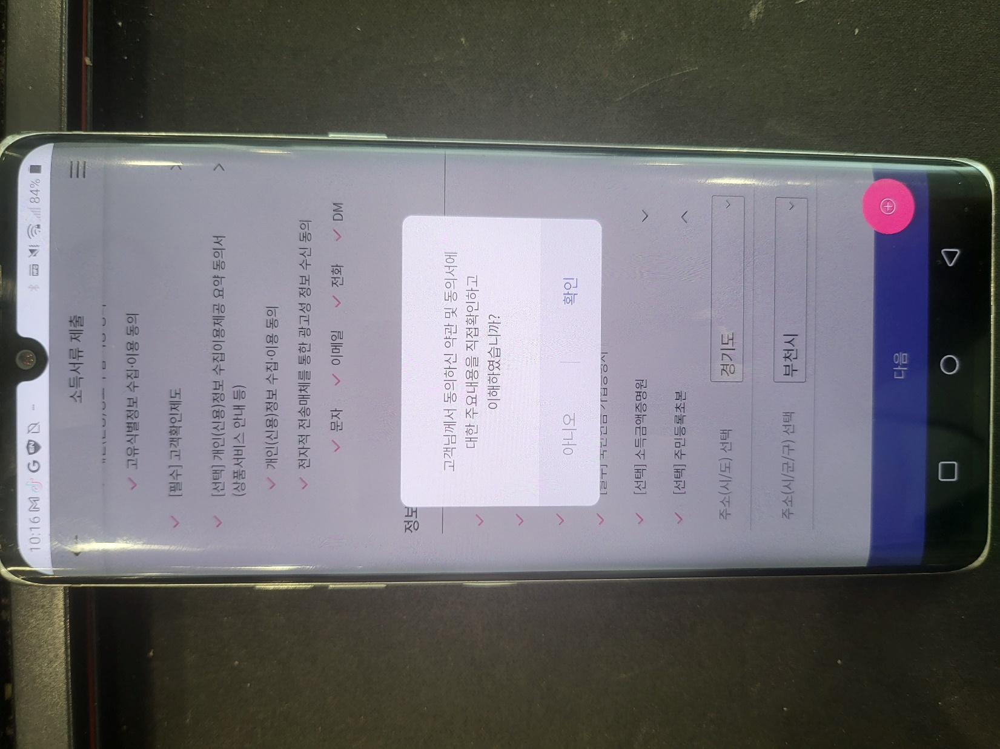 10:16
84%
소득서류 제출
고유식별정보 수집·이용 동의
[필수] 고객확인제도
[선택] 개인(신용)정보 수집이용제공 요약 동의서
(상품서비스 안내 등)
개인(신용)정보 수집·이용 동의
전자적 전송매체를 통한 광고성 정보 수신 동의
문자 이메일 전화 DM
정보
고객님께서 동의하신 약관 및 동의서에
대한 주요내용을 직접확인하고
이해하였습니까?
아니오 확인
[선택] 소득금액증명원
[선택] 주민등록초본
주소(시/도) 선택 경기도
주소(시/군/구) 선택 부천시
다음